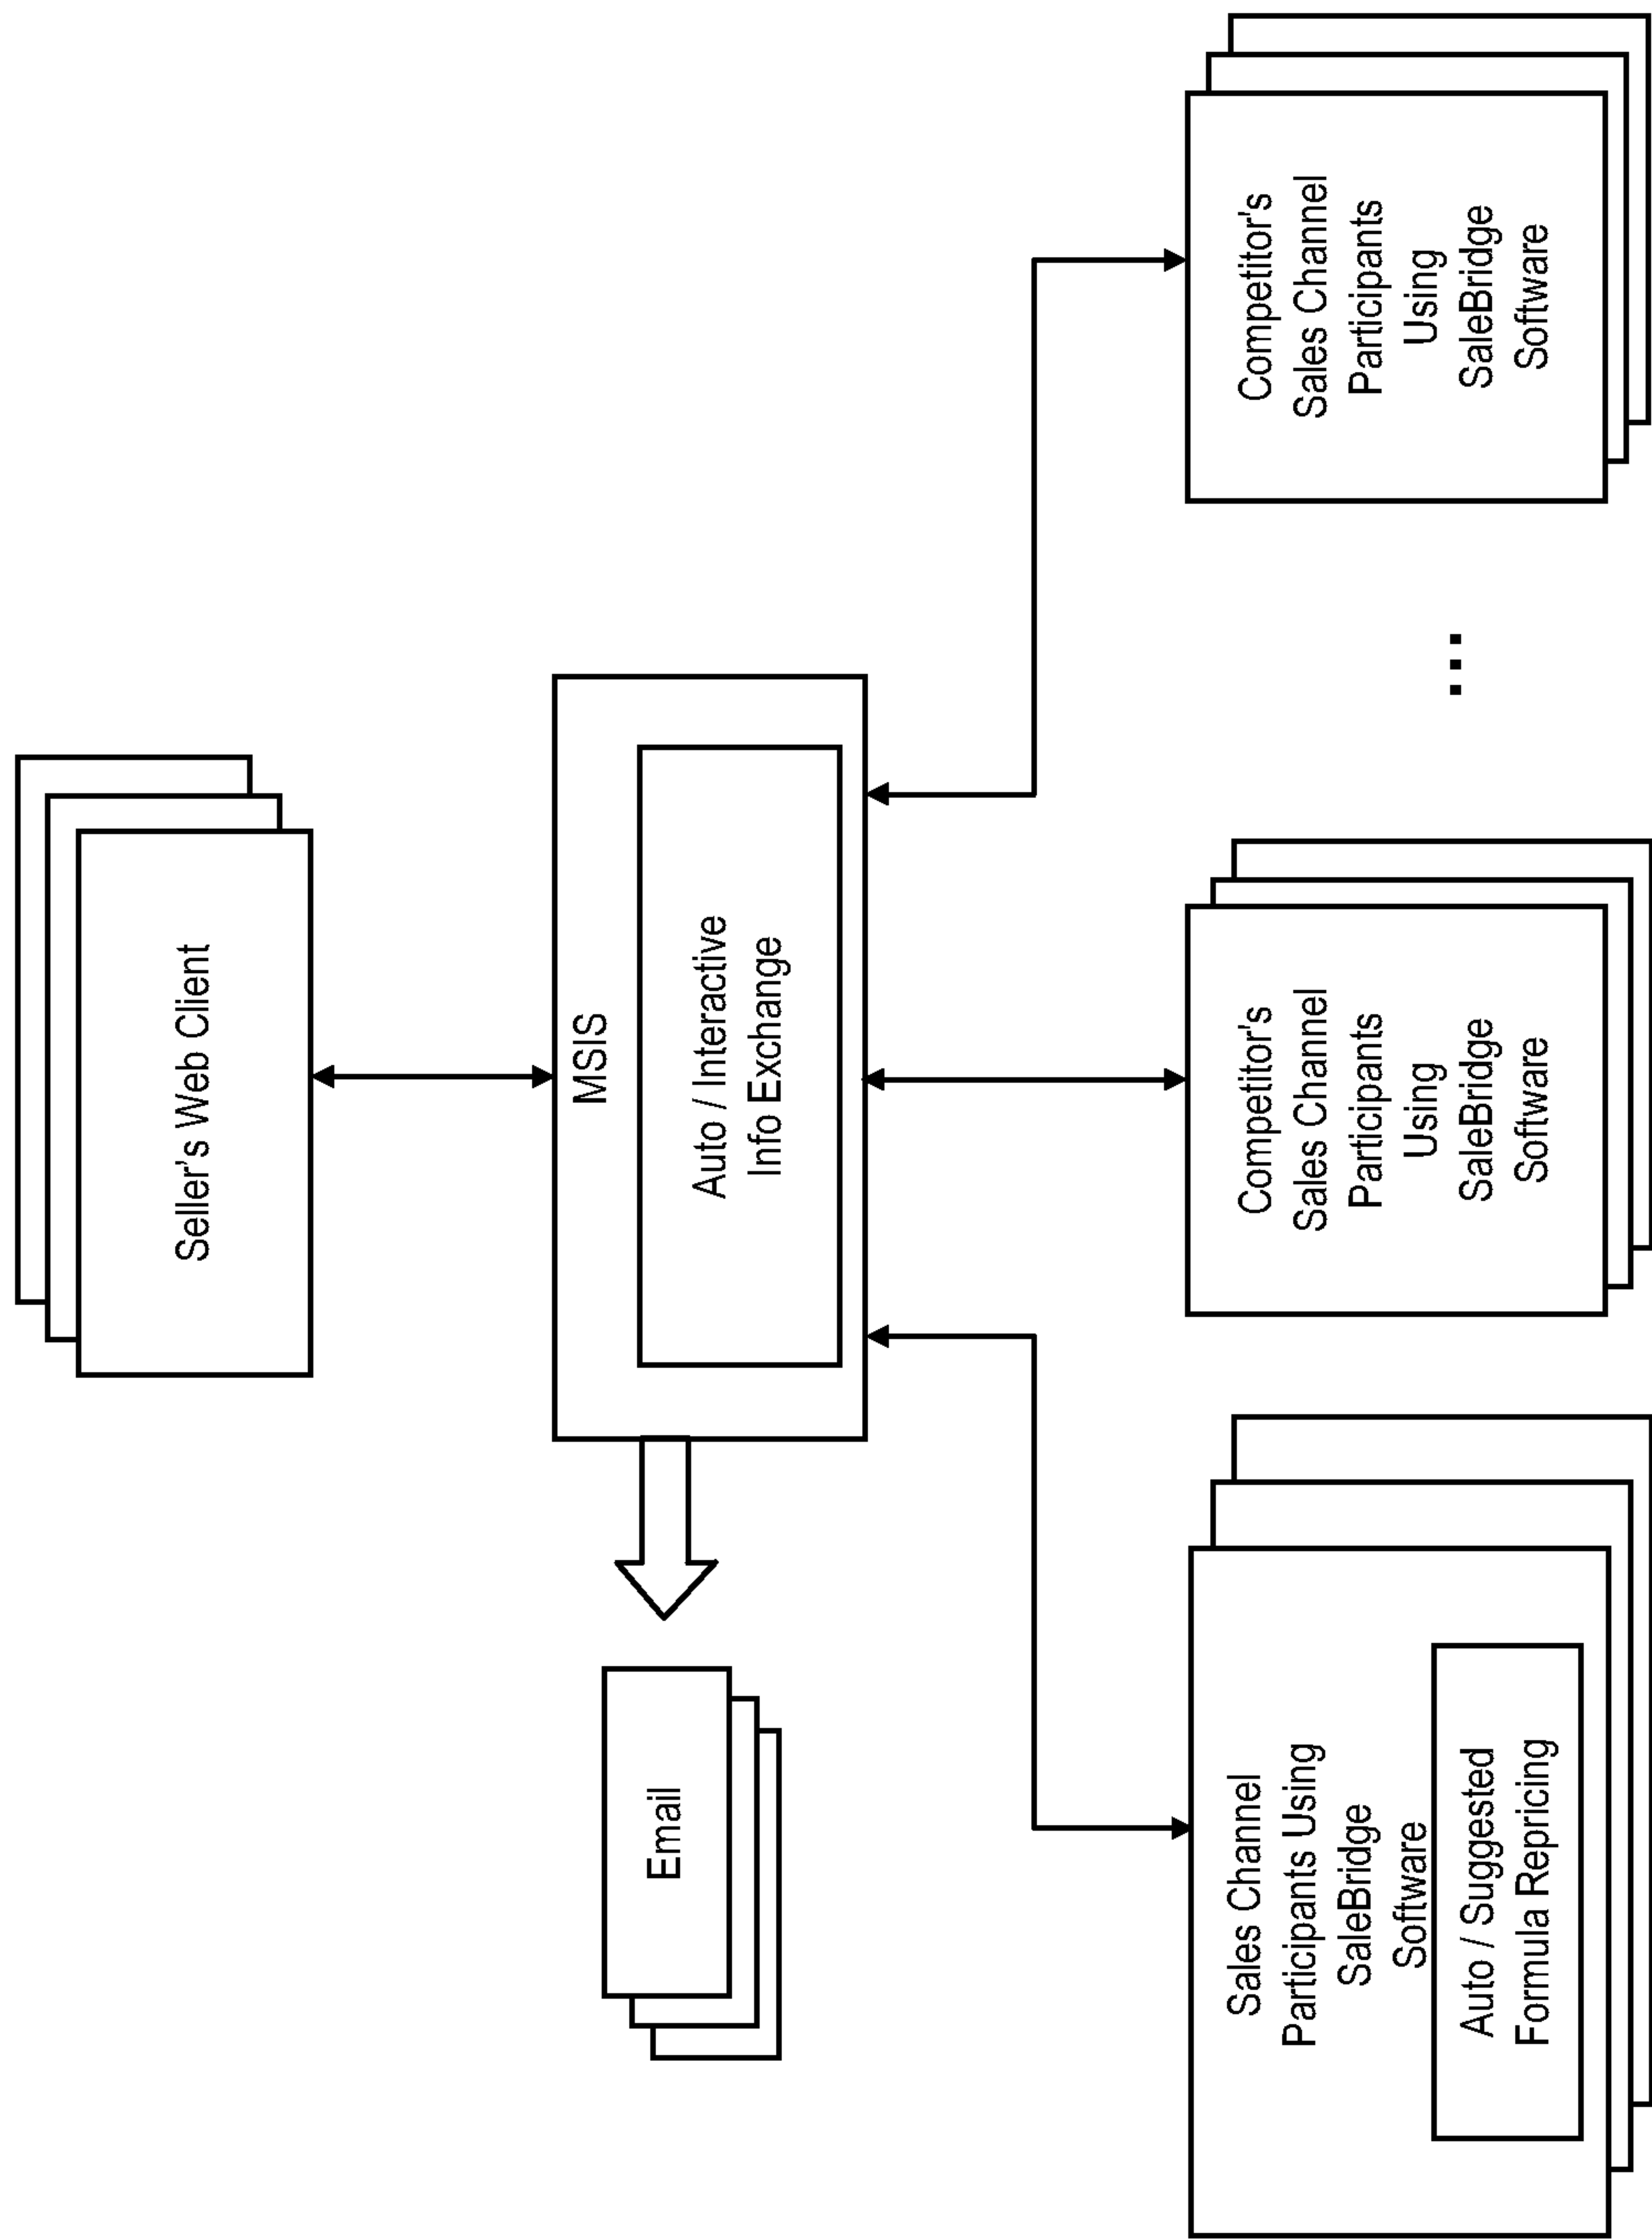 Seller's Web Client
Email
MSIS
Auto / Interactive
Info Exchange
Sales Channel
Participants Using
SaleBridge
Software
Auto / Suggested
Formula Repricing
Competitor's
Sales Channel
Participants
Using
SaleBridge
Software
Competitor's
Sales Channel
Participants
Using
SaleBridge
Software
...